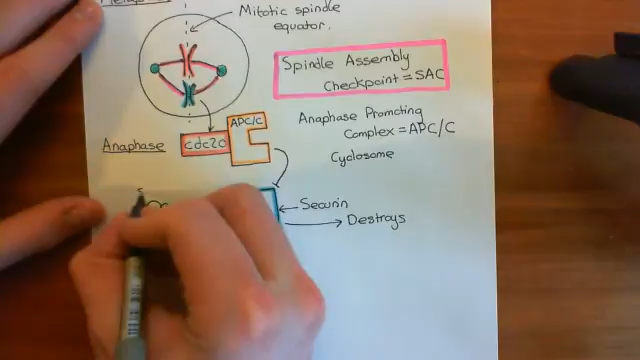 Mitotic spindle
equator.
Spindle Assembly
Checkpoint = SAC
Anaphase Promoting
Complex = APC/C
Cyclosome
APC/C
Anaphase
cdc20
Securin
Destroys